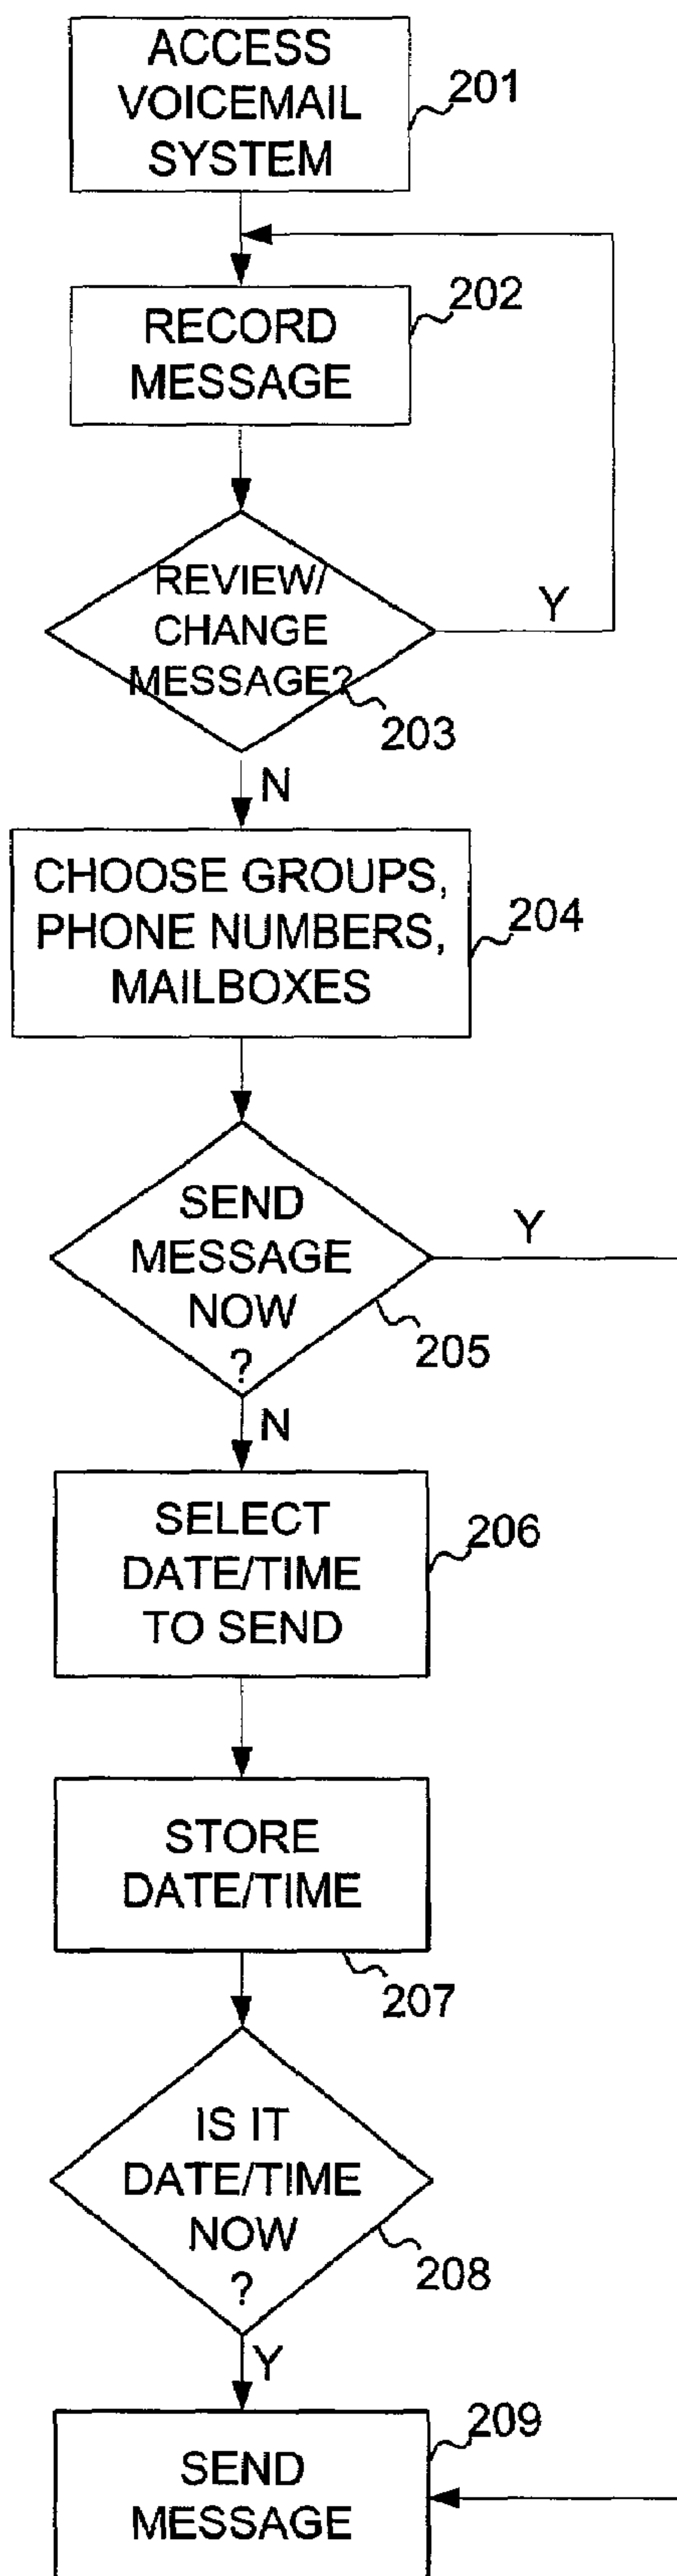 ACCESS
VOICEMAIL
SYSTEM
201
RECORD
MESSAGE
202
REVIEW/
CHANGE
MESSAGE?
Y
203
N
CHOOSE GROUPS,
PHONE NUMBERS,
MAILBOXES
204
SEND
MESSAGE
NOW
?
Y
205
N
SELECT
DATE/TIME
TO SEND
206
STORE
DATE/TIME
207
IS IT
DATE/TIME
NOW
?
208
Y
SEND
MESSAGE
209